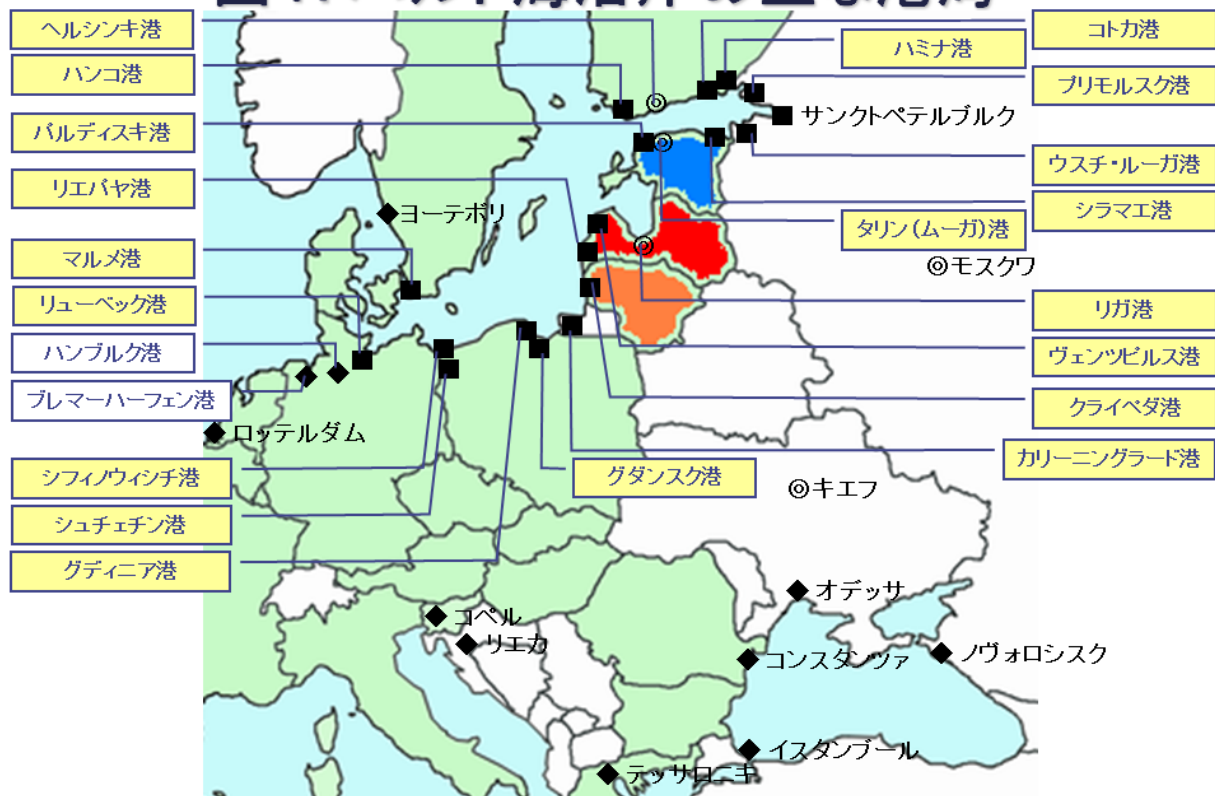 ヘルシンキ港
コトカ港
ハミナ港
ハンコ港
プリモルスク港
サンクトペテルブルク
パルディスキ港
ウスチ・ルーガ港
リエパヤ港
シラマエ港
ヨーテボリ
タリン(ムーガ)港
マルメ港
モスクワ
リューベック港
リガ港
ハンブルク港
ヴェンツピルス港
ブレマーハーフェン港
クライペダ港
ロッテルダム
カリーニングラード港
シフィノウィシチ港
グダンスク港
キエフ
シュチェチン港
グディニア港
オデッサ
コペル
リエカ
コンスタンツァ
ノヴォロシスク
イスタンブール
テッサロニキ